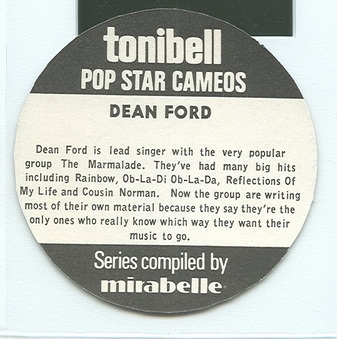 tonibell
POP STAR CAMEOS
DEAN FORD
Dean Ford is lead singer with the very popular
group The Marmalade. They've had many big hits
including Rainbow, Ob-La-Di Ob-La-Da, Reflections Of
My Life and Cousin Norman. Now the group are writing
most of their own material because they say they're the
only ones who really know which way they want their
music to go.
Series compiled by
mirabelle